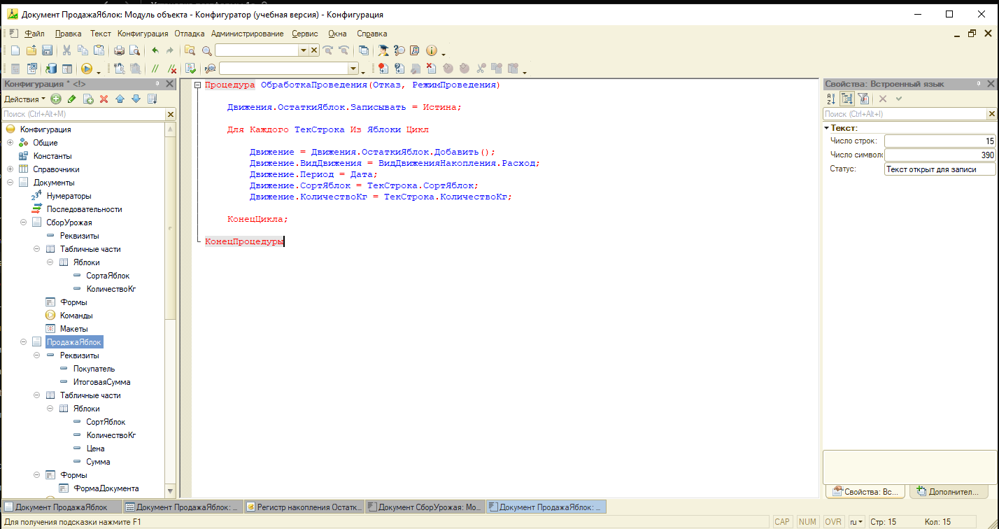 Документ ПродажаЯблок: Модуль объекта - Конфигуратор (учебная версия) - Конфигурация
Файл Правка Текст Конфигурация Отладка Администрирование Сервис Окна Справка
Конфигурация * <!>
Действия
Поиск (Ctrl+Alt+M)
Конфигурация
Общие
Константы
Справочники
Документы
Нумераторы
Последовательности
СборУрожая
Реквизиты
Табличные части
Яблоки
СортаЯблок
КоличествоКг
Формы
Команды
Макеты
ПродажаЯблок
Реквизиты
Покупатель
ИтоговаяСумма
Табличные части
Яблоки
СортЯблок
КоличествоКг
Цена
Сумма
Формы
ФормаДокумента
Процедура ОбработкаПроведения(Отказ, РежимПроведения)
Движения.ОстаткиЯблок.Записывать = Истина;
Для Каждого ТекСтрока Из Яблоки Цикл
Движение = Движения.ОстаткиЯблок.Добавить();
Движение.ВидДвижения = ВидДвиженияНакопления.Расход;
Движение.Период = Дата;
Движение.СортЯблок = ТекСтрока.СортЯблок;
Движение.КоличествоКг = ТекСтрока.КоличествоКг;
КонецЦикла;
КонецПроцедуры
Свойства: Встроенный язык
Поиск (Ctrl+Alt+I)
Текст:
Число строк: 15
Число символо 390
Статус: Текст открыт для записи
Свойства: Вс... Дополнител...
Документ ПродажаЯблок Документ ПродажаЯблок: ... Регистр накопления Остатк... Документ СборУрожая: Мо... Документ ПродажаЯблок: ...
Для получения подсказки нажмите F1 CAP NUM OVR ru Стр: 15 Кол: 15